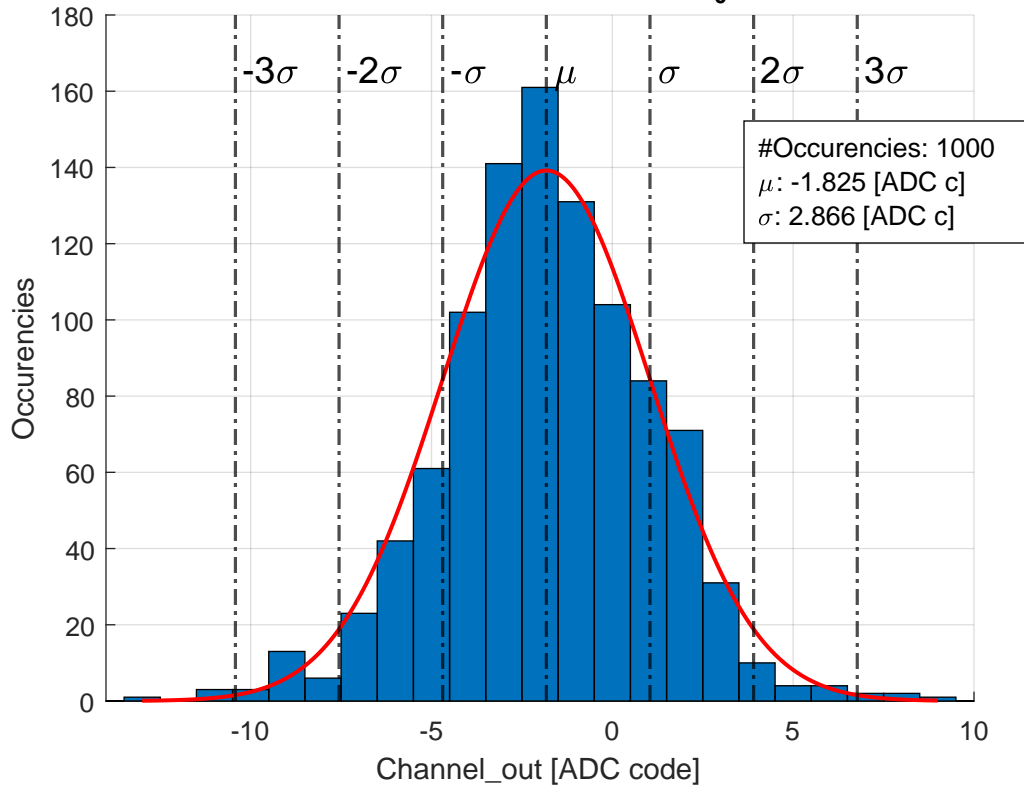 180
160
140
120
100
80
60
40
20
0
Occurencies
-3σ
-2σ
-σ
μ
σ
2σ
3σ
#Occurencies: 1000
μ: -1.825 [ADC c]
σ: 2.866 [ADC c]
-10
-5
0
5
10
Channel_out [ADC code]